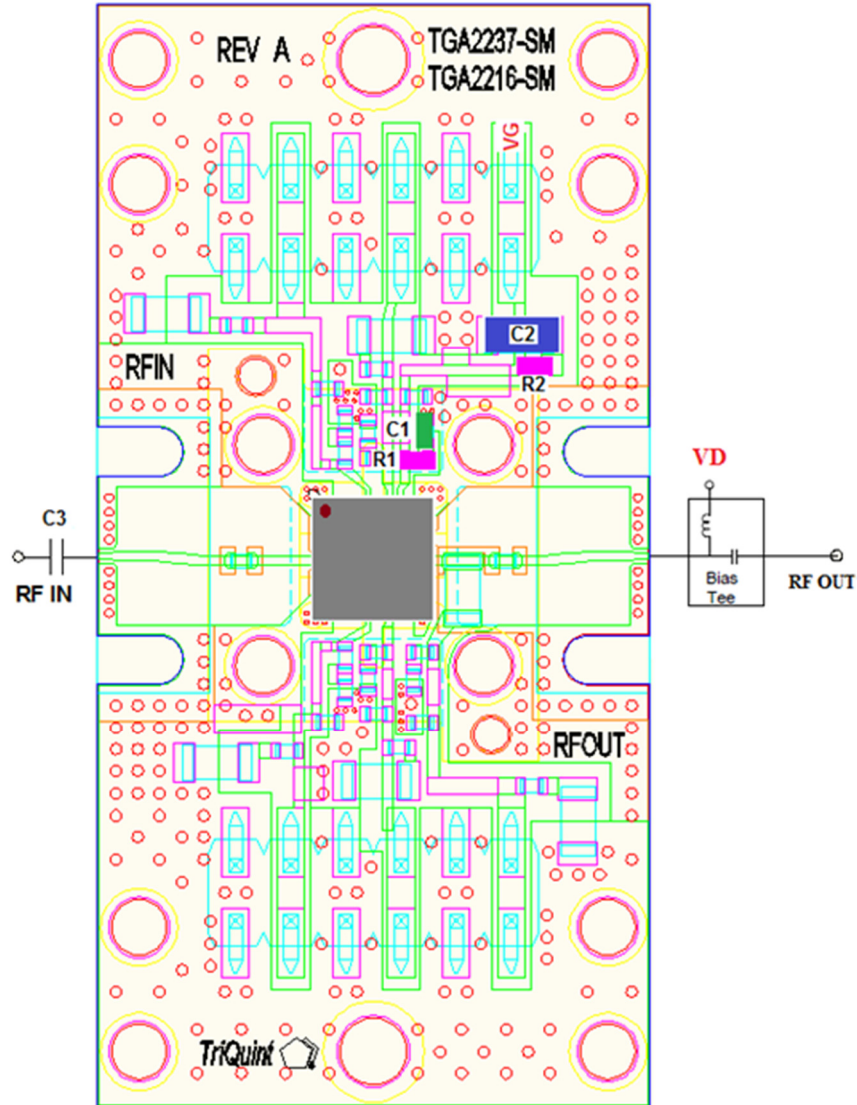 REV A
TGA2237-SM
TGA2216-SM
VG
C2
RFIN
R2
C1
R1
C3
VD
RF IN
Bias
Tee
RF OUT
RFOUT
TriQuint